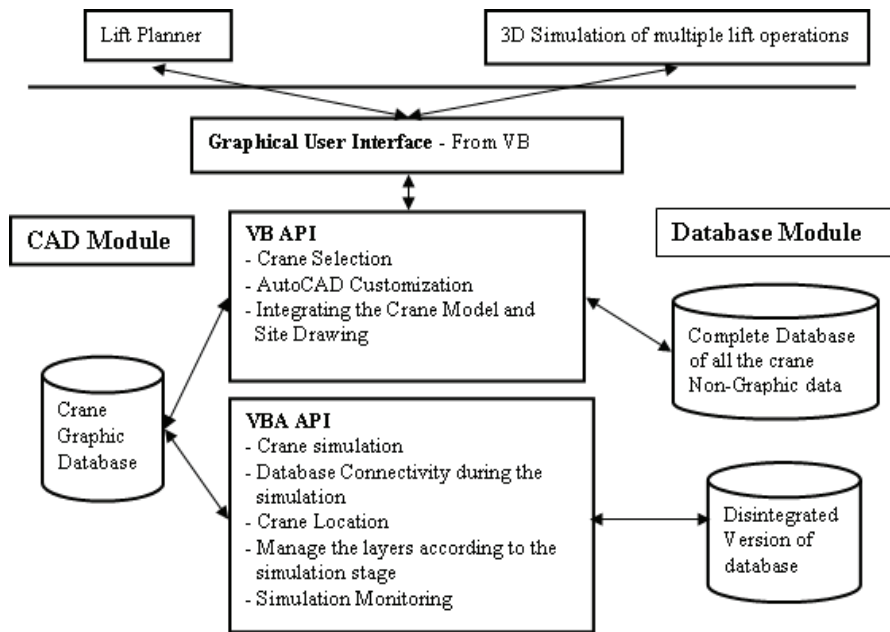 Lift Planner
3D Simulation of multiple lift operations
Graphical User Interface - From VB
CAD Module
VB API
- Crane Selection
- AutoCAD Customization
- Integrating the Crane Model and
Site Drawing
Database Module
Complete Database
of all the crane
Non-Graphic data
Crane
Graphic
Database
VBA API
- Crane simulation
- Database Connectivity during the
simulation
- Crane Location
- Manage the layers according to the
simulation stage
- Simulation Monitoring
Disintegrated
Version of
database